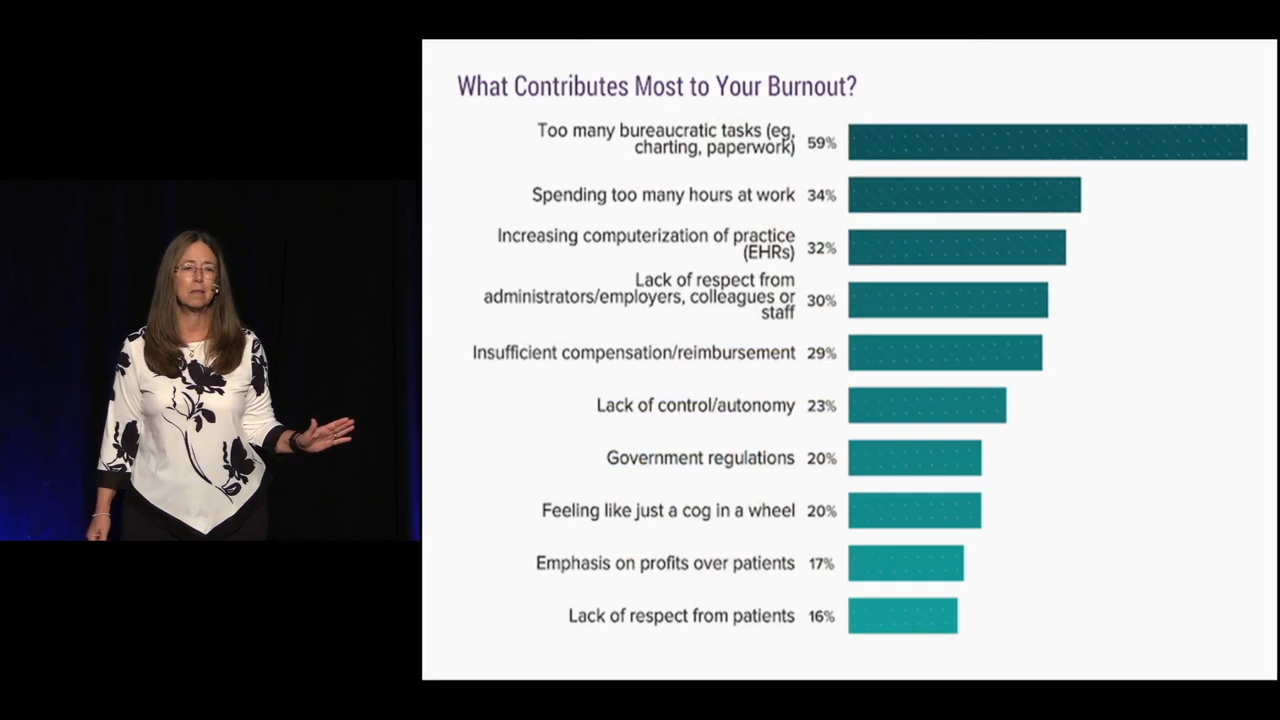 What Contributes Most to Your Burnout?
Too many bureaucratic tasks (eg,
charting, paperwork) 59%
Spending too many hours at work 34%
Increasing computerization of practice
(EHRs) 32%
Lack of respect from
administrators/employers, colleagues or 30%
staff
Insufficient compensation/reimbursement 29%
Lack of control/autonomy 23%
Government regulations 20%
Feeling like just a cog in a wheel 20%
Emphasis on profits over patients 17%
Lack of respect from patients 16%